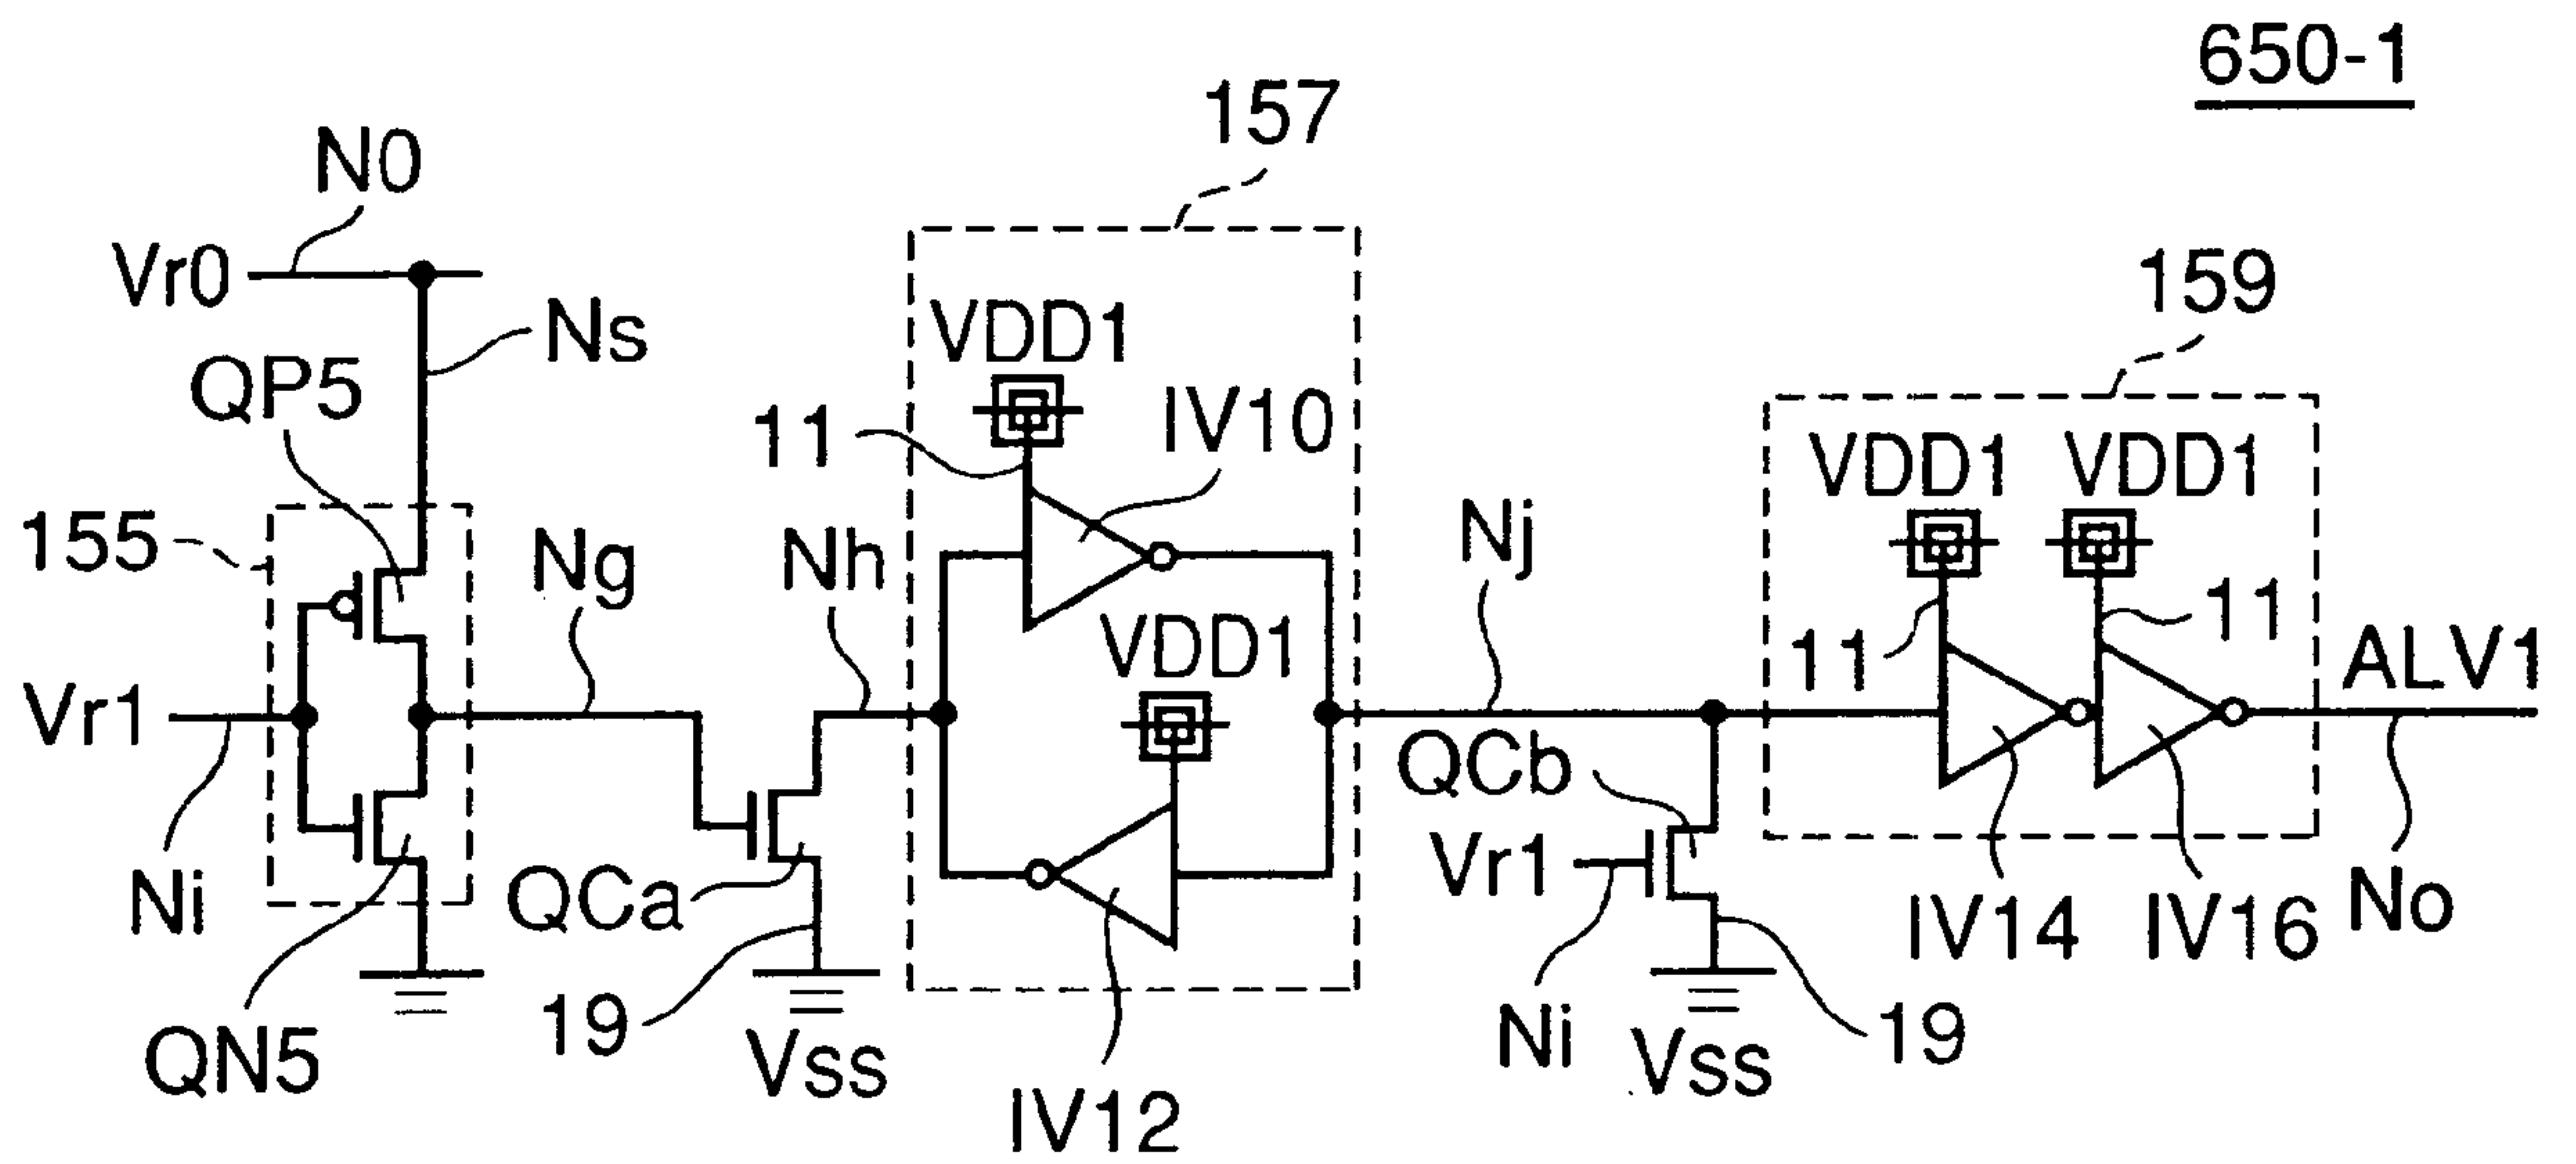 650-1
157
N0
Vr0
159
Ns
VDD1
QP5
11
IV10
VDD1
VDD1
155
Ng
Nh
Nj
VDD1
11
11
Vr1
ALV1
QCb
Ni
QCa
Vr1
IV14
IV16
No
QN5
19
Vss
Ni
Vss
19
IV12